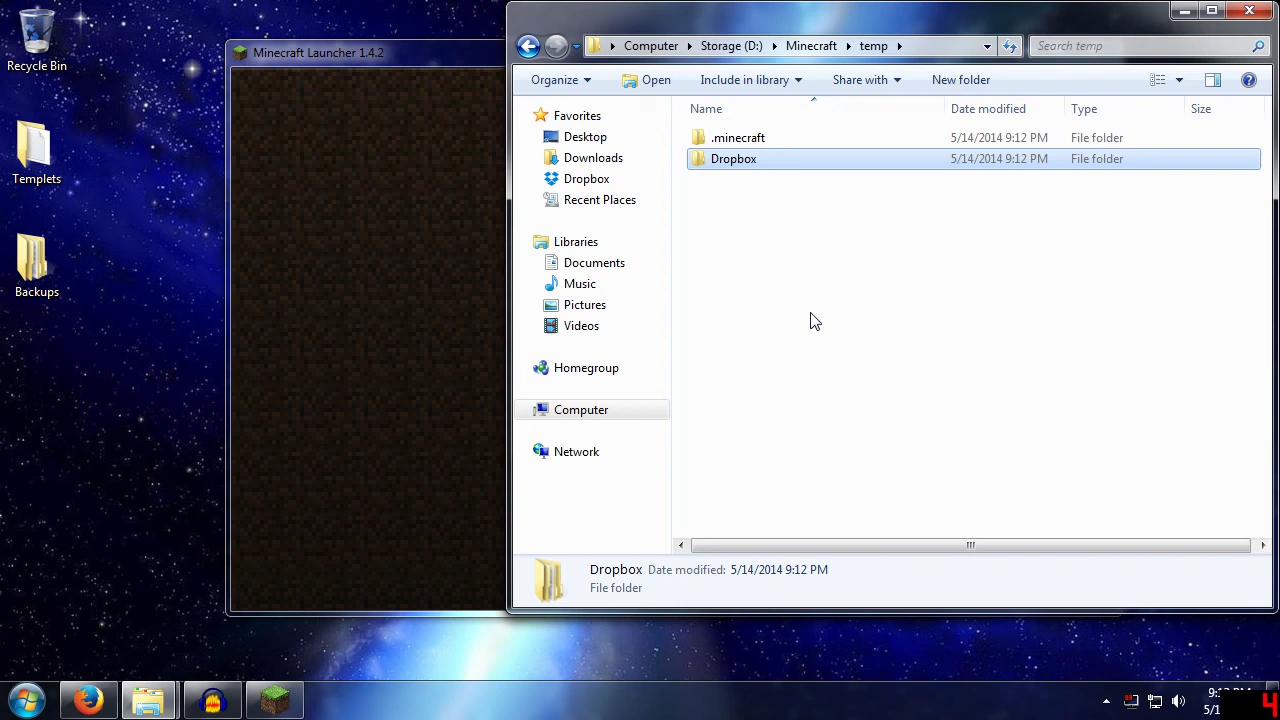 Recycle Bin
Templets
Backups
Minecraft Launcher 1.4.2
Computer Storage (D:) Minecraft temp
Search temp
Organize Open Include in library Share with New folder
Name Date modified Type Size
.minecraft 5/14/2014 9:12 PM File folder
Dropbox 5/14/2014 9:12 PM File folder
Favorites
Desktop
Downloads
Dropbox
Recent Places
Libraries
Documents
Music
Pictures
Videos
Homegroup
Computer
Network
Dropbox Date modified: 5/14/2014 9:12 PM
File folder
4